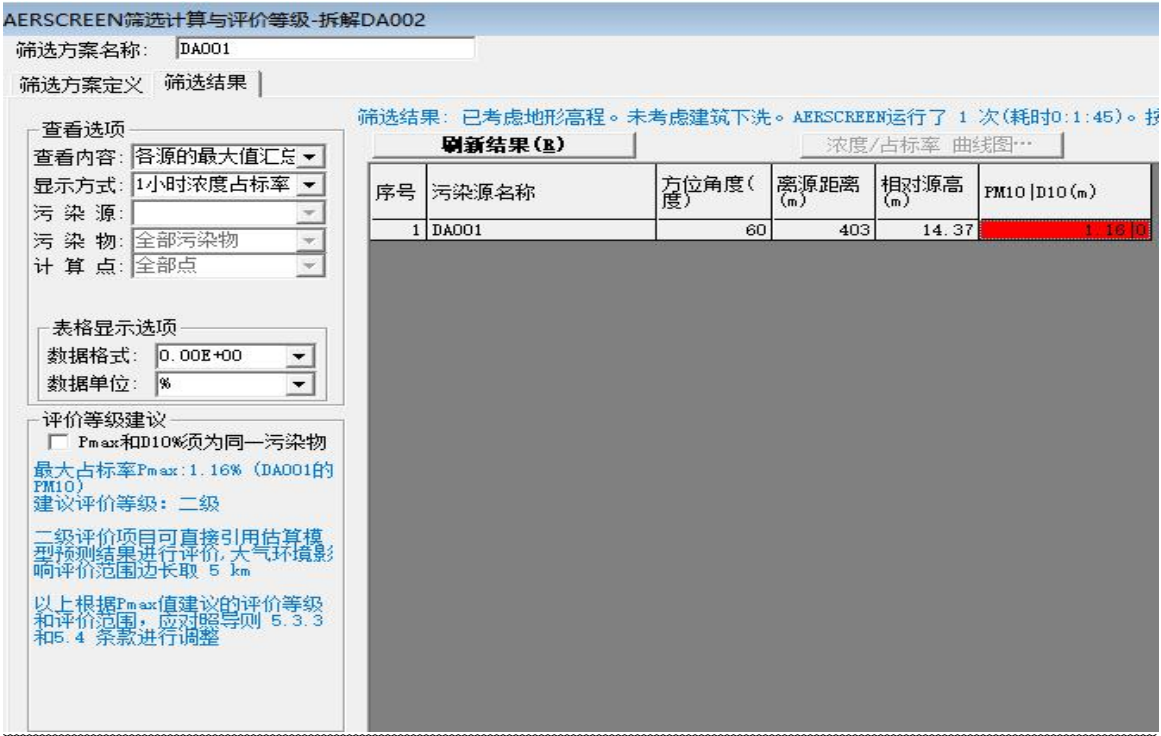 AERSCREEN筛选计算与评价等级-拆解DA002
筛选方案名称: DA001
筛选方案定义 筛选结果
筛选结果: 已考虑地形高程。未考虑建筑下洗。AERSCREEN运行了 1 次(耗时0:1:45)。按
查看选项
查看内容: 各源的最大值汇总
显示方式: 1小时浓度占标率
污 染 源:
污 染 物: 全部污染物
计 算 点: 全部点
表格显示选项
数据格式: 0.00E+00
数据单位: %
评价等级建议
Pmax和D10%须为同一污染物
最大占标率Pmax:1.16% (DA001的
PM10)
建议评价等级: 二级
二级评价项目可直接引用估算模
型预测结果进行评价,大气环境影
响评价范围边长取 5 km
以上根据Pmax值建议的评价等级
和评价范围,应对照导则 5.3.3
和5.4 条款进行调整
刷新结果(R)
浓度/占标率 曲线图…
序号 污染源名称 方位角度(度) 离源距离(m) 相对源高(m) PM10|D10(m)
1 DA001 60 403 14.37 1.16|0